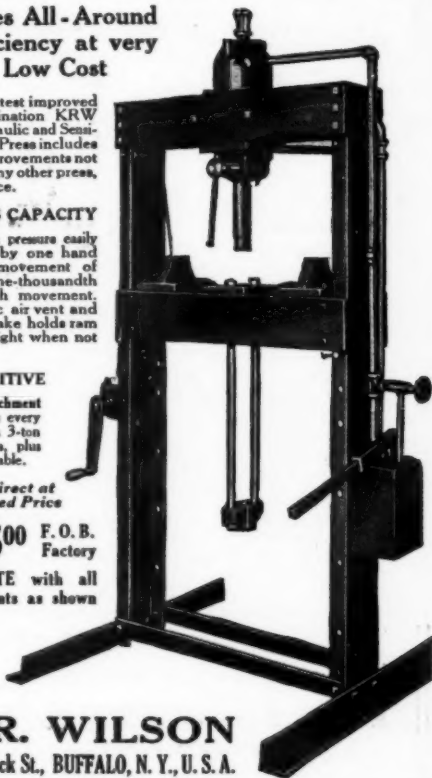 es All-Around
ciency at very
Low Cost
test improved
ination KRW
aulic and Sensi-
Press includes
rovements not
ny other press,
ce.
CAPACITY
pressure easily
by one hand
movement of
ne-thousandth
h movement.
c air vent and
ake holds ram
ght when not
ITIVE
chment
every
3-ton
s, plus
able.
irect at
ed Price
00 F.O.B.
Factory
TE with all
nts as shown
R. WILSON
ck St., BUFFALO, N. Y., U. S. A.